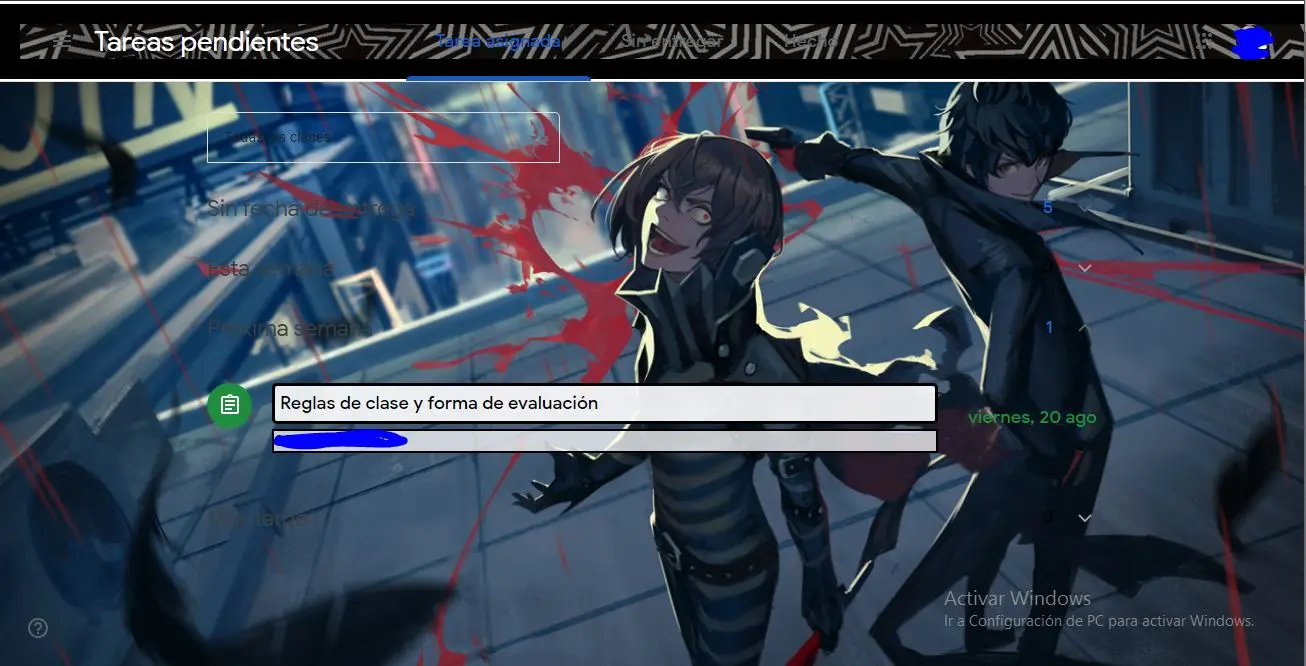 Tareas pendientes
Tarea asignada
Sin entregar
Hecho
Todas las clases
Sin fecha de entrega
5
Esta semana
Próxima semana
1
Reglas de clase y forma de evaluación
viernes, 20 ago
Más tarde
0
Activar Windows
Ir a Configuración de PC para activar Windows.